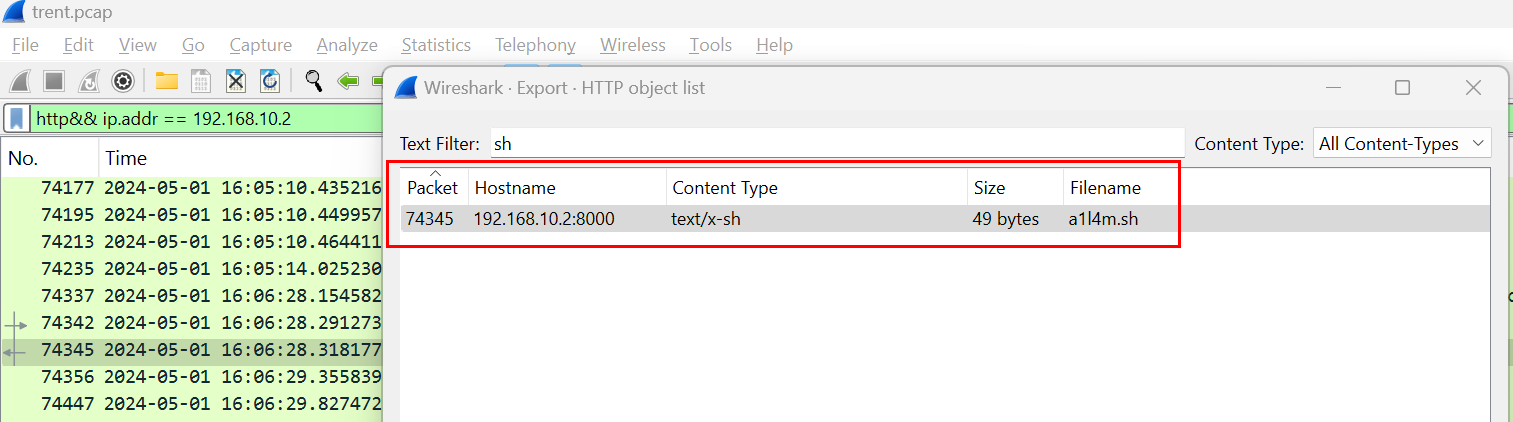 trent.pcap
File Edit View Go Capture Analyze Statistics Telephony Wireless Tools Help
Wireshark · Export · HTTP object list
http&& ip.addr == 192.168.10.2
Text Filter: sh Content Type: All Content-Types
No. Time
Packet Hostname Content Type Size Filename
74345 192.168.10.2:8000 text/x-sh 49 bytes a1l4m.sh
74177 2024-05-01 16:05:10.435216
74195 2024-05-01 16:05:10.449957
74213 2024-05-01 16:05:10.464411
74235 2024-05-01 16:05:14.025230
74337 2024-05-01 16:06:28.154582
74342 2024-05-01 16:06:28.291273
74345 2024-05-01 16:06:28.318177
74356 2024-05-01 16:06:29.355839
74447 2024-05-01 16:06:29.827472